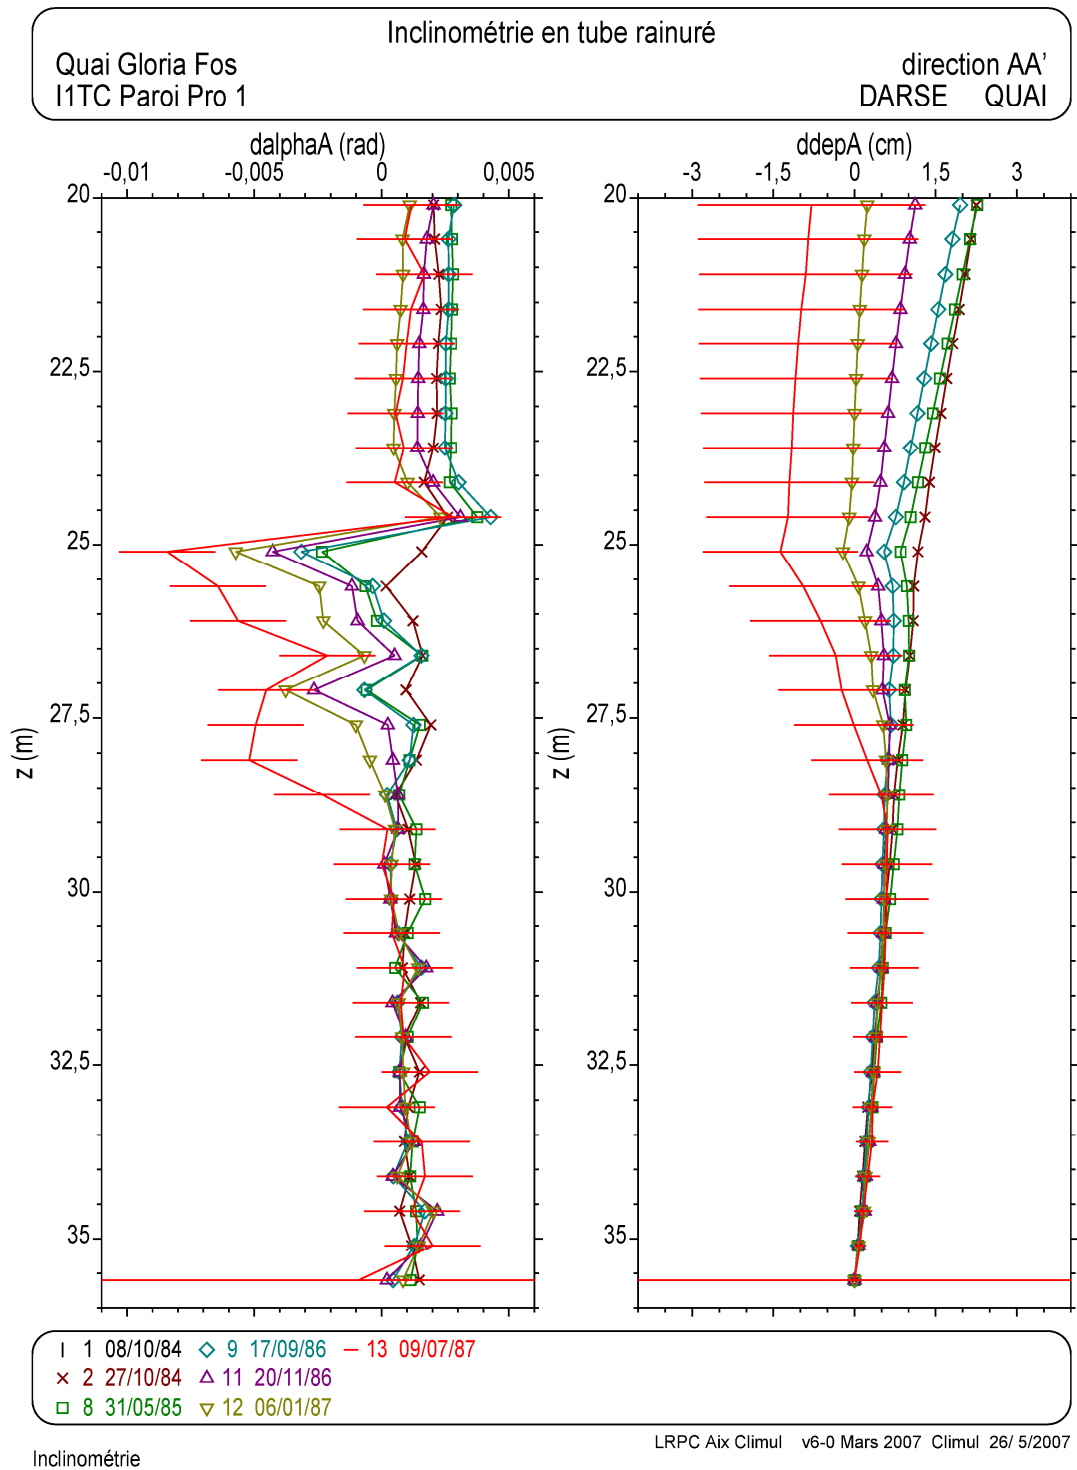 Inclinométrie en tube rainuré
Quai Gloria Fos direction AA'
I1TC Paroi Pro 1 DARSE QUAI
dalphaA (rad) ddepA (cm)
-0,01 -0,005 0 0,005 -3 -1,5 0 1,5 3
20 20
22,5 22,5
25 25
27,5 27,5
z (m) z (m)
30 30
32,5 32,5
35 35
1 08/10/84 9 17/09/86 13 09/07/87
2 27/10/84 11 20/11/86
8 31/05/85 12 06/01/87
LRPC Aix Climul v6-0 Mars 2007 Climul 26/ 5/2007
Inclinométrie